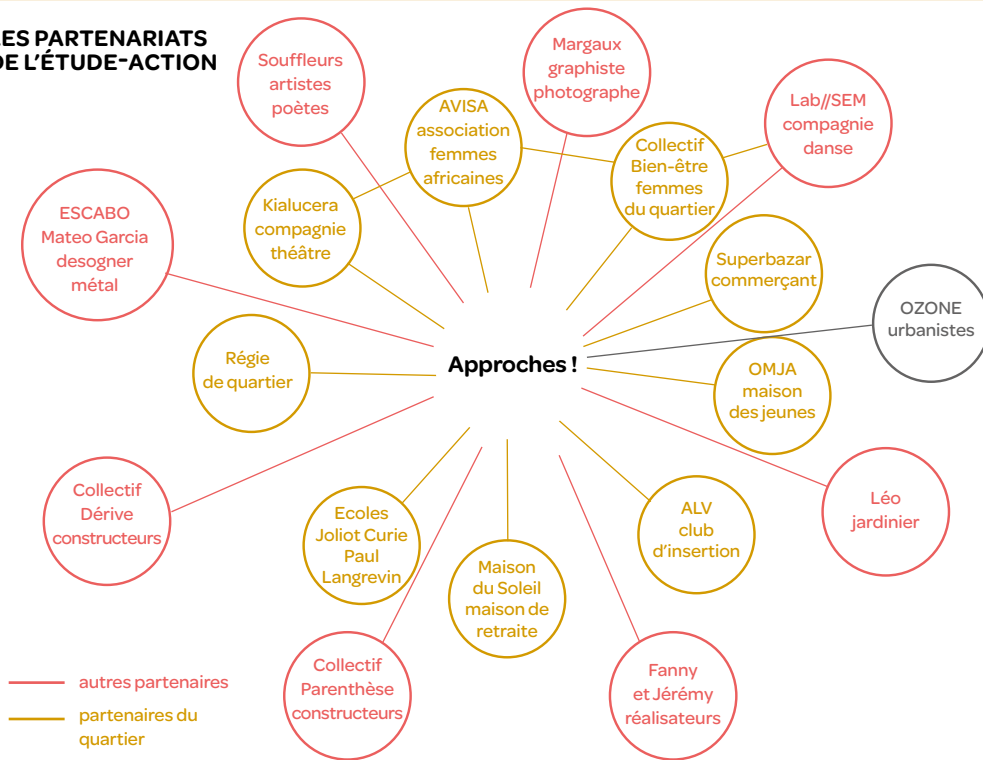 LES PARTENARIATS
DE L'ÉTUDE-ACTION
Souffleurs
artistes
poètes
Margaux
graphiste
photographe
AVISA
association
femmes
africaines
Collectif
Bien-être
femmes
du quartier
Lab//SEM
compagnie
danse
ESCABO
Mateo Garcia
desogner
métal
Kialucera
compagnie
théâtre
Superbazar
commerçant
OZONE
urbanistes
Approches !
Régie
de quartier
OMJA
maison
des jeunes
Collectif
Dérive
constructeurs
Ecoles
Joliot Curie
Paul
Langrevin
Maison
du Soleil
maison de
retraite
ALV
club
d'insertion
Léo
jardinier
Collectif
Parenthèse
constructeurs
Fanny
et Jérémy
réalisateurs
autres partenaires
partenaires du
quartier